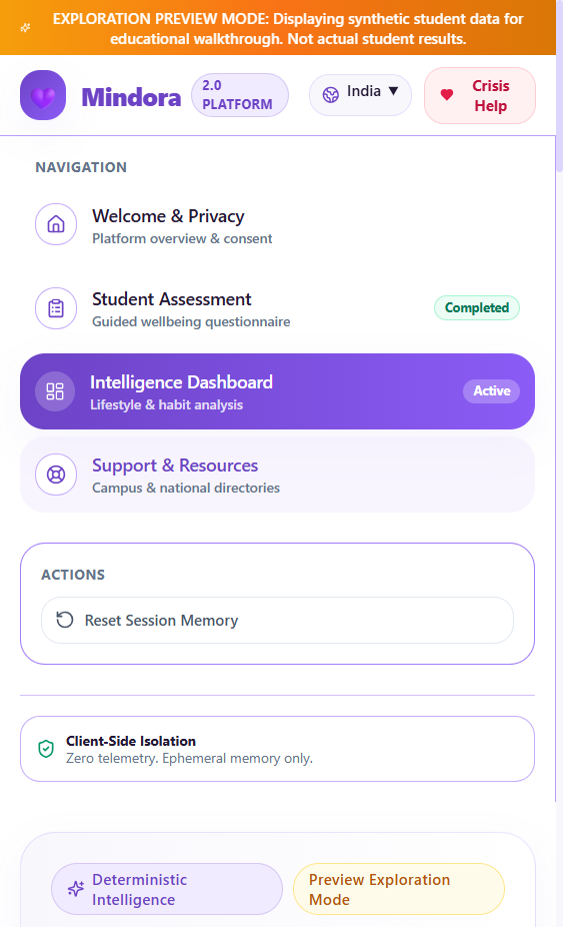 EXPLORATION PREVIEW MODE: Displaying synthetic student data for
educational walkthrough. Not actual student results.
Mindora
2.0
PLATFORM
India ▼
Crisis
Help
NAVIGATION
Welcome & Privacy
Platform overview & consent
Student Assessment
Guided wellbeing questionnaire
Completed
Intelligence Dashboard
Lifestyle & habit analysis
Active
Support & Resources
Campus & national directories
ACTIONS
Reset Session Memory
Client-Side Isolation
Zero telemetry. Ephemeral memory only.
Deterministic
Intelligence
Preview Exploration
Mode